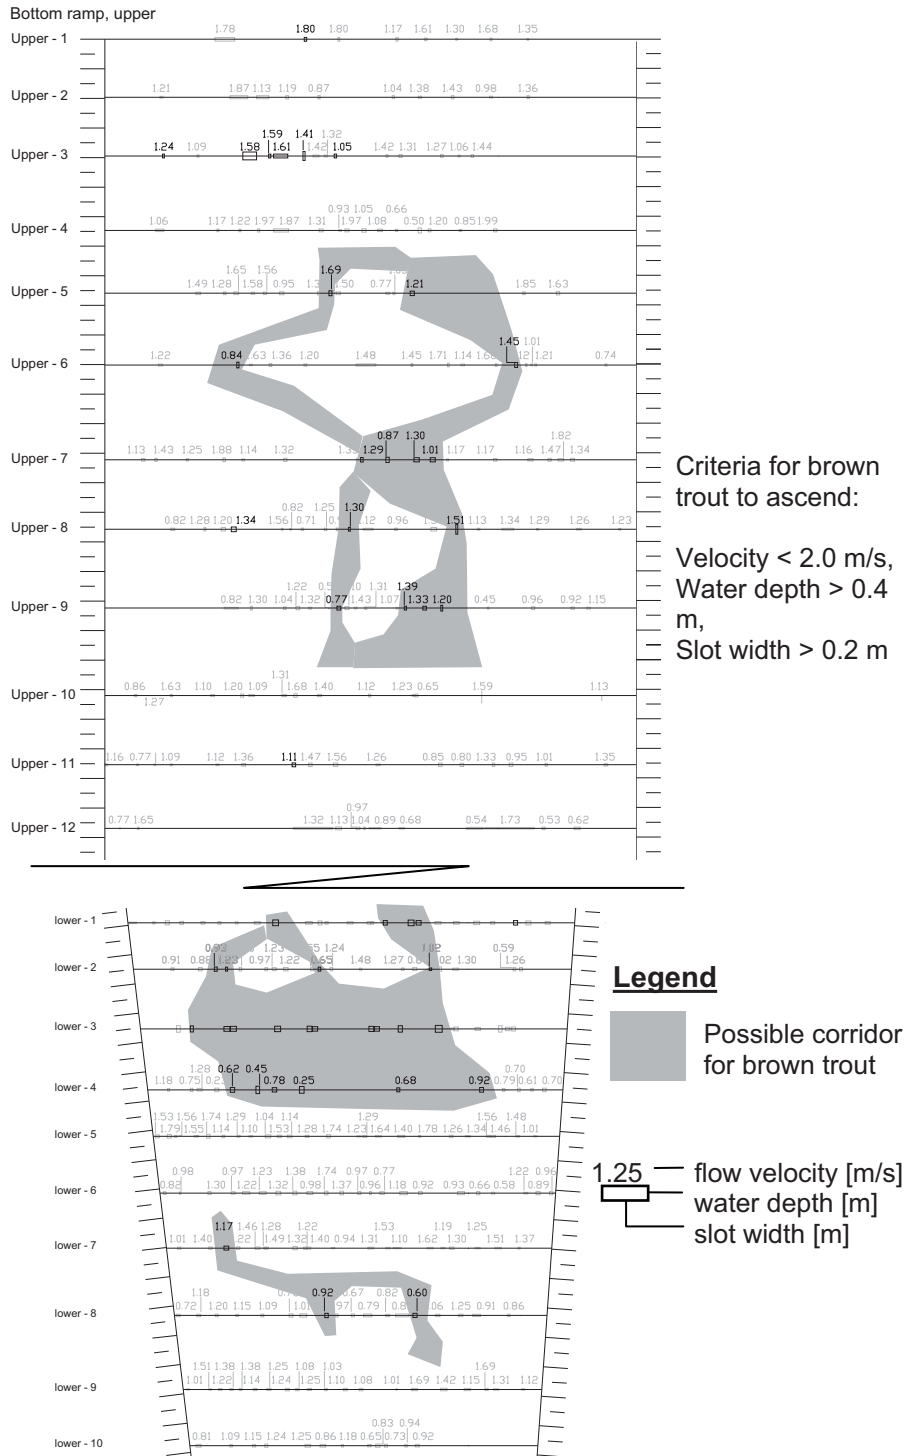 Bottom ramp, upper
1.78 1.80 1.80 1.17 1.61 1.30 1.68 1.35
Upper - 1
1.21 1.87 1.13 1.19 0.87 1.04 1.38 1.43 0.98 1.36
Upper - 2
1.59 1.41 1.32
1.24 1.09 1.58 1.61 1.42 1.05 1.42 1.31 1.27 1.06 1.44
Upper - 3
0.93 1.05 0.66
1.06 1.17 1.22 1.97 1.87 1.31 1.97 1.08 0.50 1.20 0.85 1.99
Upper - 4
1.65 1.56 1.69
1.49 1.28 1.58 0.95 1.50 0.77 1.21 1.85 1.63
Upper - 5
1.45 1.01
1.22 0.84 1.36 1.20 1.48 1.45 1.71 1.14 1.21 0.74
Upper - 6
0.87 1.30 1.82
1.13 1.43 1.25 1.88 1.14 1.32 1.29 1.01 1.17 1.17 1.16 1.47 1.34
Upper - 7
0.82 1.25 1.30
0.82 1.28 1.20 1.34 1.56 0.71 0.96 1.51 1.13 1.34 1.29 1.26 1.23
Upper - 8
1.22 1.31 1.39
0.82 1.30 1.04 1.32 0.77 1.43 1.07 1.33 1.20 0.45 0.96 0.92 1.15
Upper - 9
1.31
0.86 1.63 1.10 1.20 1.09 1.68 1.40 1.12 1.23 0.65 1.59 1.13
Upper - 10
1.27
1.16 0.77 1.09 1.12 1.36 1.11 1.47 1.56 1.26 0.85 0.80 1.33 0.95 1.01 1.35
Upper - 11
0.97
0.77 1.65 1.32 1.13 1.04 0.89 0.68 0.54 1.73 0.53 0.62
Upper - 12
Criteria for brown
trout to ascend:
Velocity < 2.0 m/s,
Water depth > 0.4
m,
Slot width > 0.2 m
lower - 1
0.93 1.24 0.59
0.91 1.23 0.97 1.22 0.65 1.48 1.27 1.30 1.26
lower - 2
lower - 3
1.28 0.62 0.45 0.70
1.18 0.75 0.78 0.25 0.68 0.92 0.79 0.61 0.70
lower - 4
1.53 1.56 1.74 1.29 1.04 1.14 1.29 1.56 1.48
1.79 1.55 1.14 1.10 1.53 1.28 1.74 1.23 1.64 1.40 1.78 1.26 1.34 1.46 1.01
lower - 5
0.98 0.97 1.23 1.38 1.74 0.97 0.77 1.22 0.96
0.82 1.30 1.22 1.32 0.98 1.37 0.96 1.18 0.92 0.93 0.66 0.58 0.89
lower - 6
1.17 1.46 1.28 1.22 1.53 1.19 1.25
1.01 1.40 1.49 1.32 1.40 0.94 1.31 1.10 1.62 1.30 1.51 1.37
lower - 7
1.18 0.92 0.67 0.82 0.60
0.72 1.20 1.15 1.09 0.79 1.25 0.91 0.86
lower - 8
1.51 1.38 1.38 1.25 1.08 1.03 1.69
1.01 1.22 1.14 1.24 1.25 1.10 1.08 1.01 1.69 1.42 1.15 1.31 1.12
lower - 9
0.83 0.94
0.81 1.09 1.15 1.24 1.25 0.86 1.18 0.65 0.73 0.92
lower - 10
Legend
Possible corridor
for brown trout
1.25 flow velocity [m/s]
water depth [m]
slot width [m]